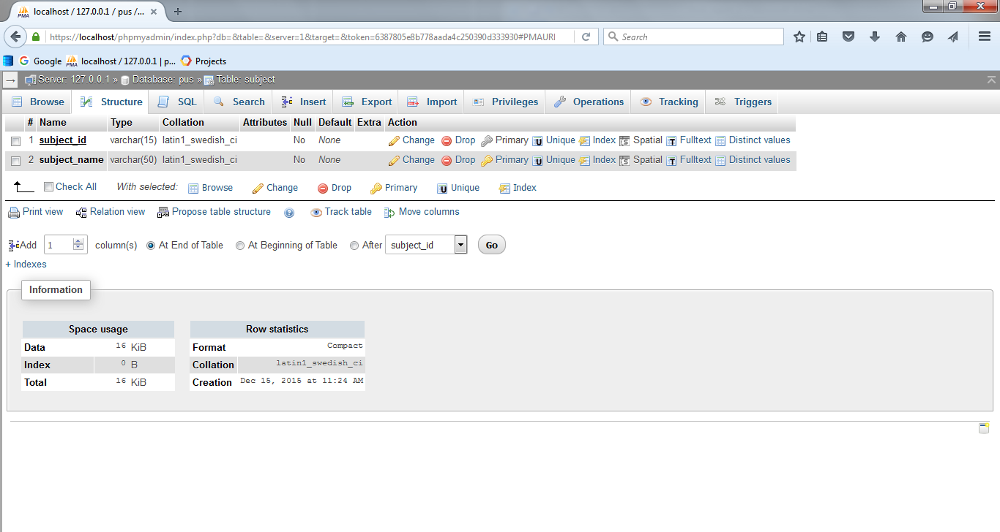 localhost / 127.0.0.1 / pus /...
https://localhost/phpmyadmin/index.php?db=&table=&server=1&target=&token=6387805e8b778aada4c250390d333930#PMAURI
Search
Google localhost / 127.0.0.1 | p... Projects
Server: 127.0.0.1 » Database: pus » Table: subject
Browse Structure SQL Search Insert Export Import Privileges Operations Tracking Triggers
# Name Type Collation Attributes Null Default Extra Action
1 subject_id varchar(15) latin1_swedish_ci No None Change Drop Primary Unique Index Spatial Fulltext Distinct values
2 subject_name varchar(50) latin1_swedish_ci No None Change Drop Primary Unique Index Spatial Fulltext Distinct values
Check All With selected: Browse Change Drop Primary Unique Index
Print view Relation view Propose table structure Track table Move columns
Add 1 column(s) At End of Table At Beginning of Table After subject_id Go
+ Indexes
Information
Space usage
Data 16 KiB
Index 0 B
Total 16 KiB
Row statistics
Format Compact
Collation latin1_swedish_ci
Creation Dec 15, 2015 at 11:24 AM